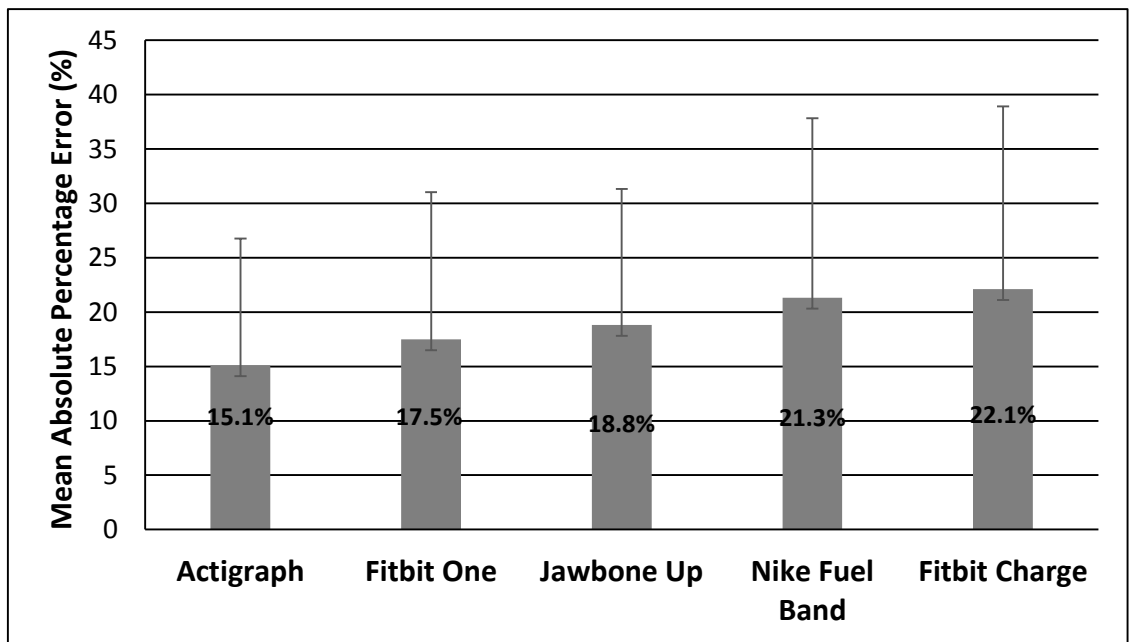 Mean Absolute Percentage Error (%)
45
40
35
30
25
20
15
10
5
0
15.1%
17.5%
18.8%
21.3%
22.1%
Actigraph
Fitbit One
Jawbone Up
Nike Fuel
Band
Fitbit Charge